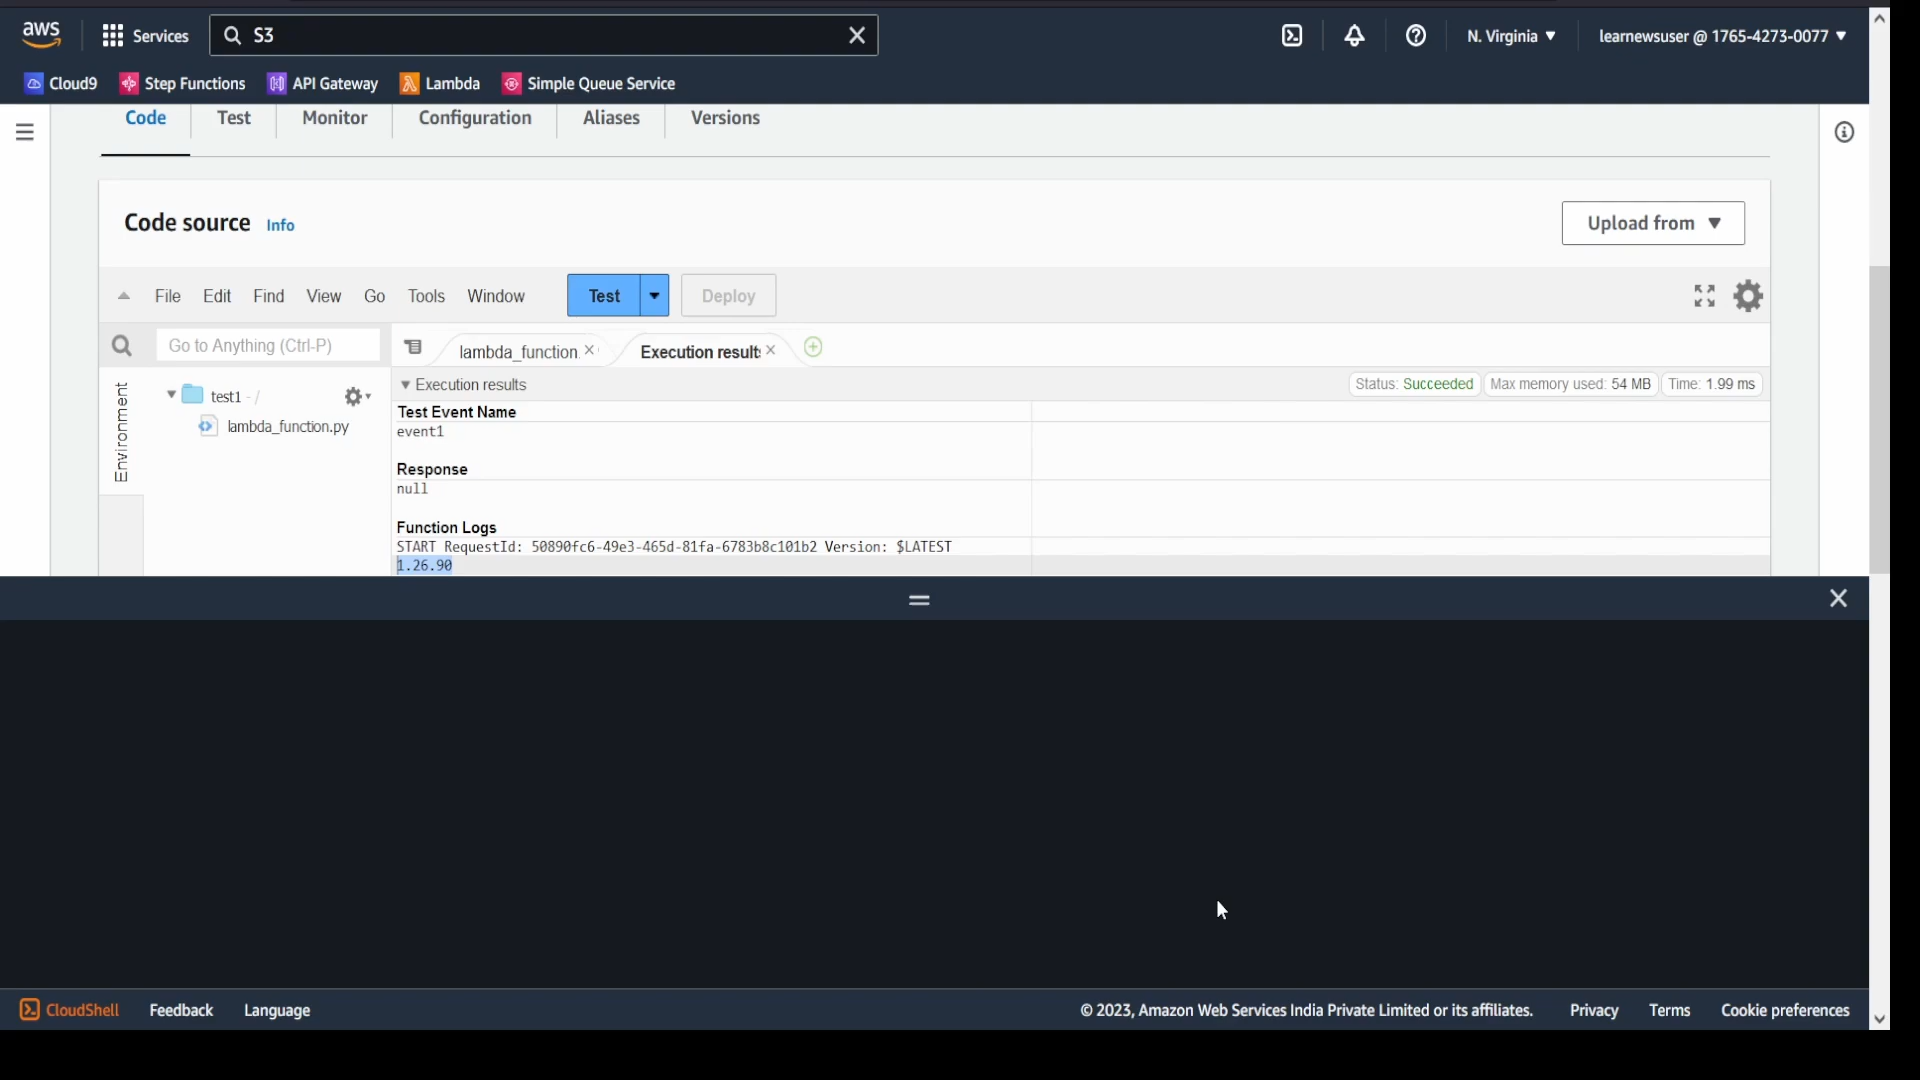 aws Services S3 N. Virginia ▼ learnewsuser @ 1765-4273-0077 ▼
Cloud9 Step Functions API Gateway Lambda Simple Queue Service
Code Test Monitor Configuration Aliases Versions
Code source Info Upload from ▼
File Edit Find View Go Tools Window Test Deploy
Go to Anything (Ctrl-P) lambda_function. Execution result:
Execution results Status: Succeeded Max memory used: 54 MB Time: 1.99 ms
Environment
test1 - /
lambda_function.py
Test Event Name
event1
Response
null
Function Logs
START RequestId: 50890fc6-49e3-465d-81fa-6783b8c101b2 Version: $LATEST
1.26.90
CloudShell Feedback Language © 2023, Amazon Web Services India Private Limited or its affiliates. Privacy Terms Cookie preferences